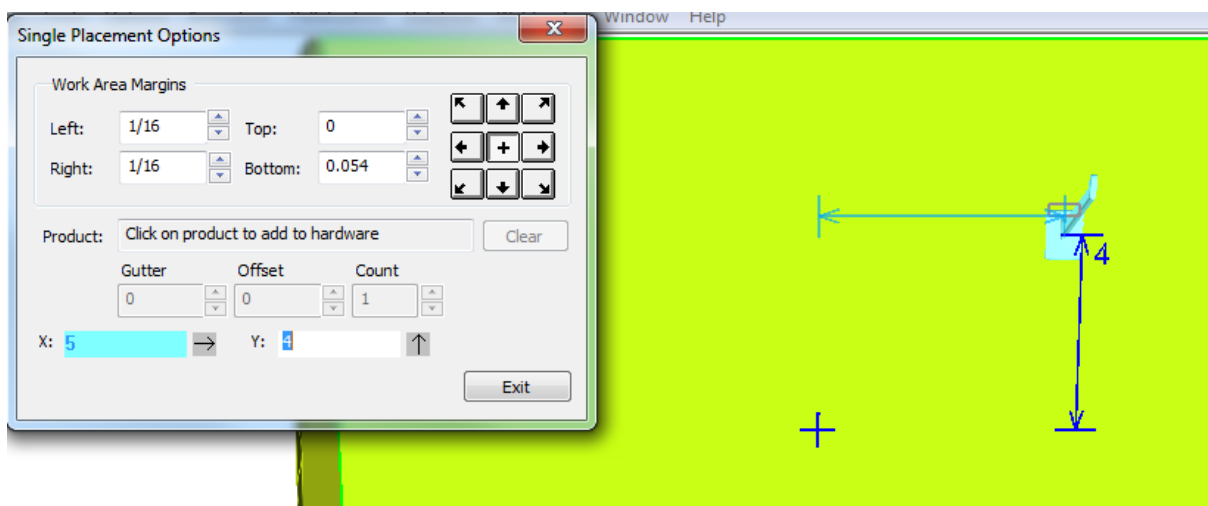 Window Help
Single Placement Options
Work Area Margins
Left: 1/16 Top: 0
Right: 1/16 Bottom: 0.054
Product: Click on product to add to hardware Clear
Gutter Offset Count
0 0 1
X: 5 Y: 4
Exit
4